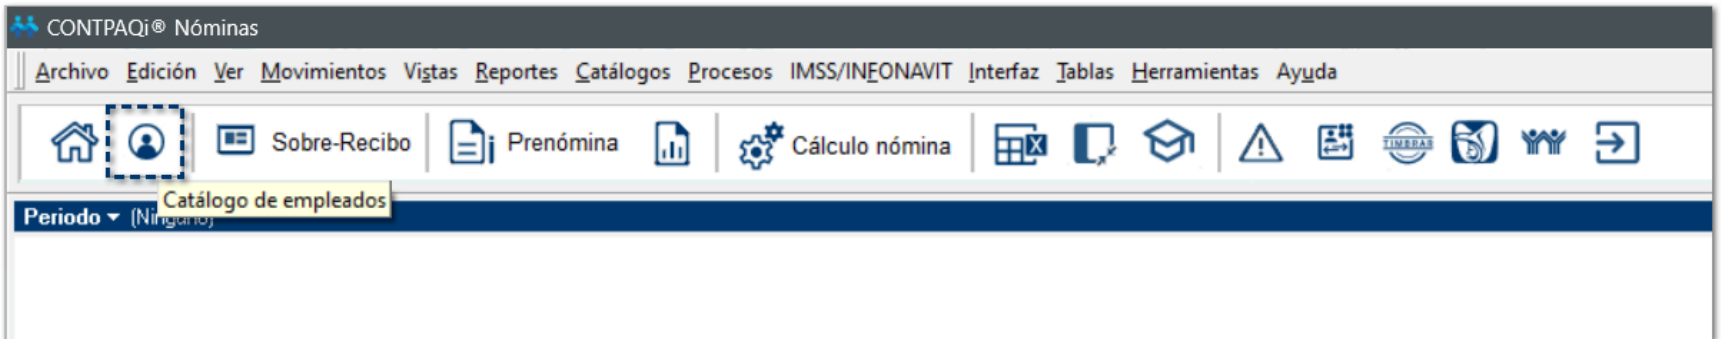 CONTPAQi® Nóminas
Archivo Edición Ver Movimientos Vistas Reportes Catálogos Procesos IMSS/INFONAVIT Interfaz Tablas Herramientas Ayuda
Sobre-Recibo Prenómina Cálculo nómina TIMBRAR
Catálogo de empleados
Periodo (Ninguno)